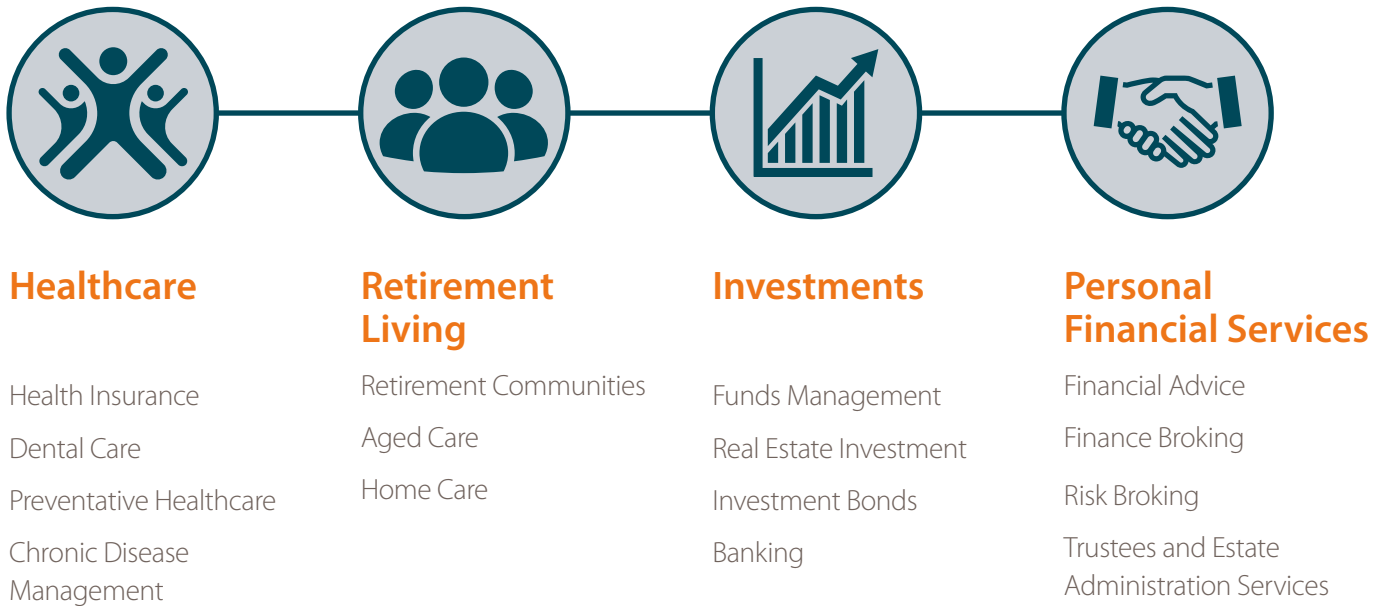 Healthcare
Health Insurance
Dental Care
Preventative Healthcare
Chronic Disease
Management
Retirement
Living
Retirement Communities
Aged Care
Home Care
Investments
Funds Management
Real Estate Investment
Investment Bonds
Banking
Personal
Financial Services
Financial Advice
Finance Broking
Risk Broking
Trustees and Estate
Administration Services